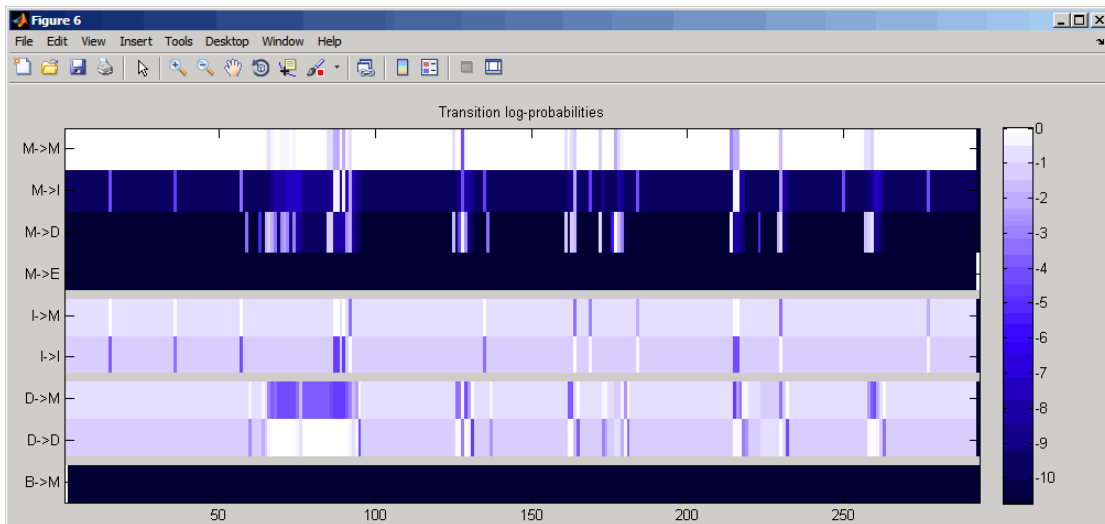 Figure 6
File Edit View Insert Tools Desktop Window Help
Transition log-probabilities
M->M
M->I
M->D
M->E
I->M
I->I
D->M
D->D
B->M
50 100 150 200 250
0
-1
-2
-3
-4
-5
-6
-7
-8
-9
-10